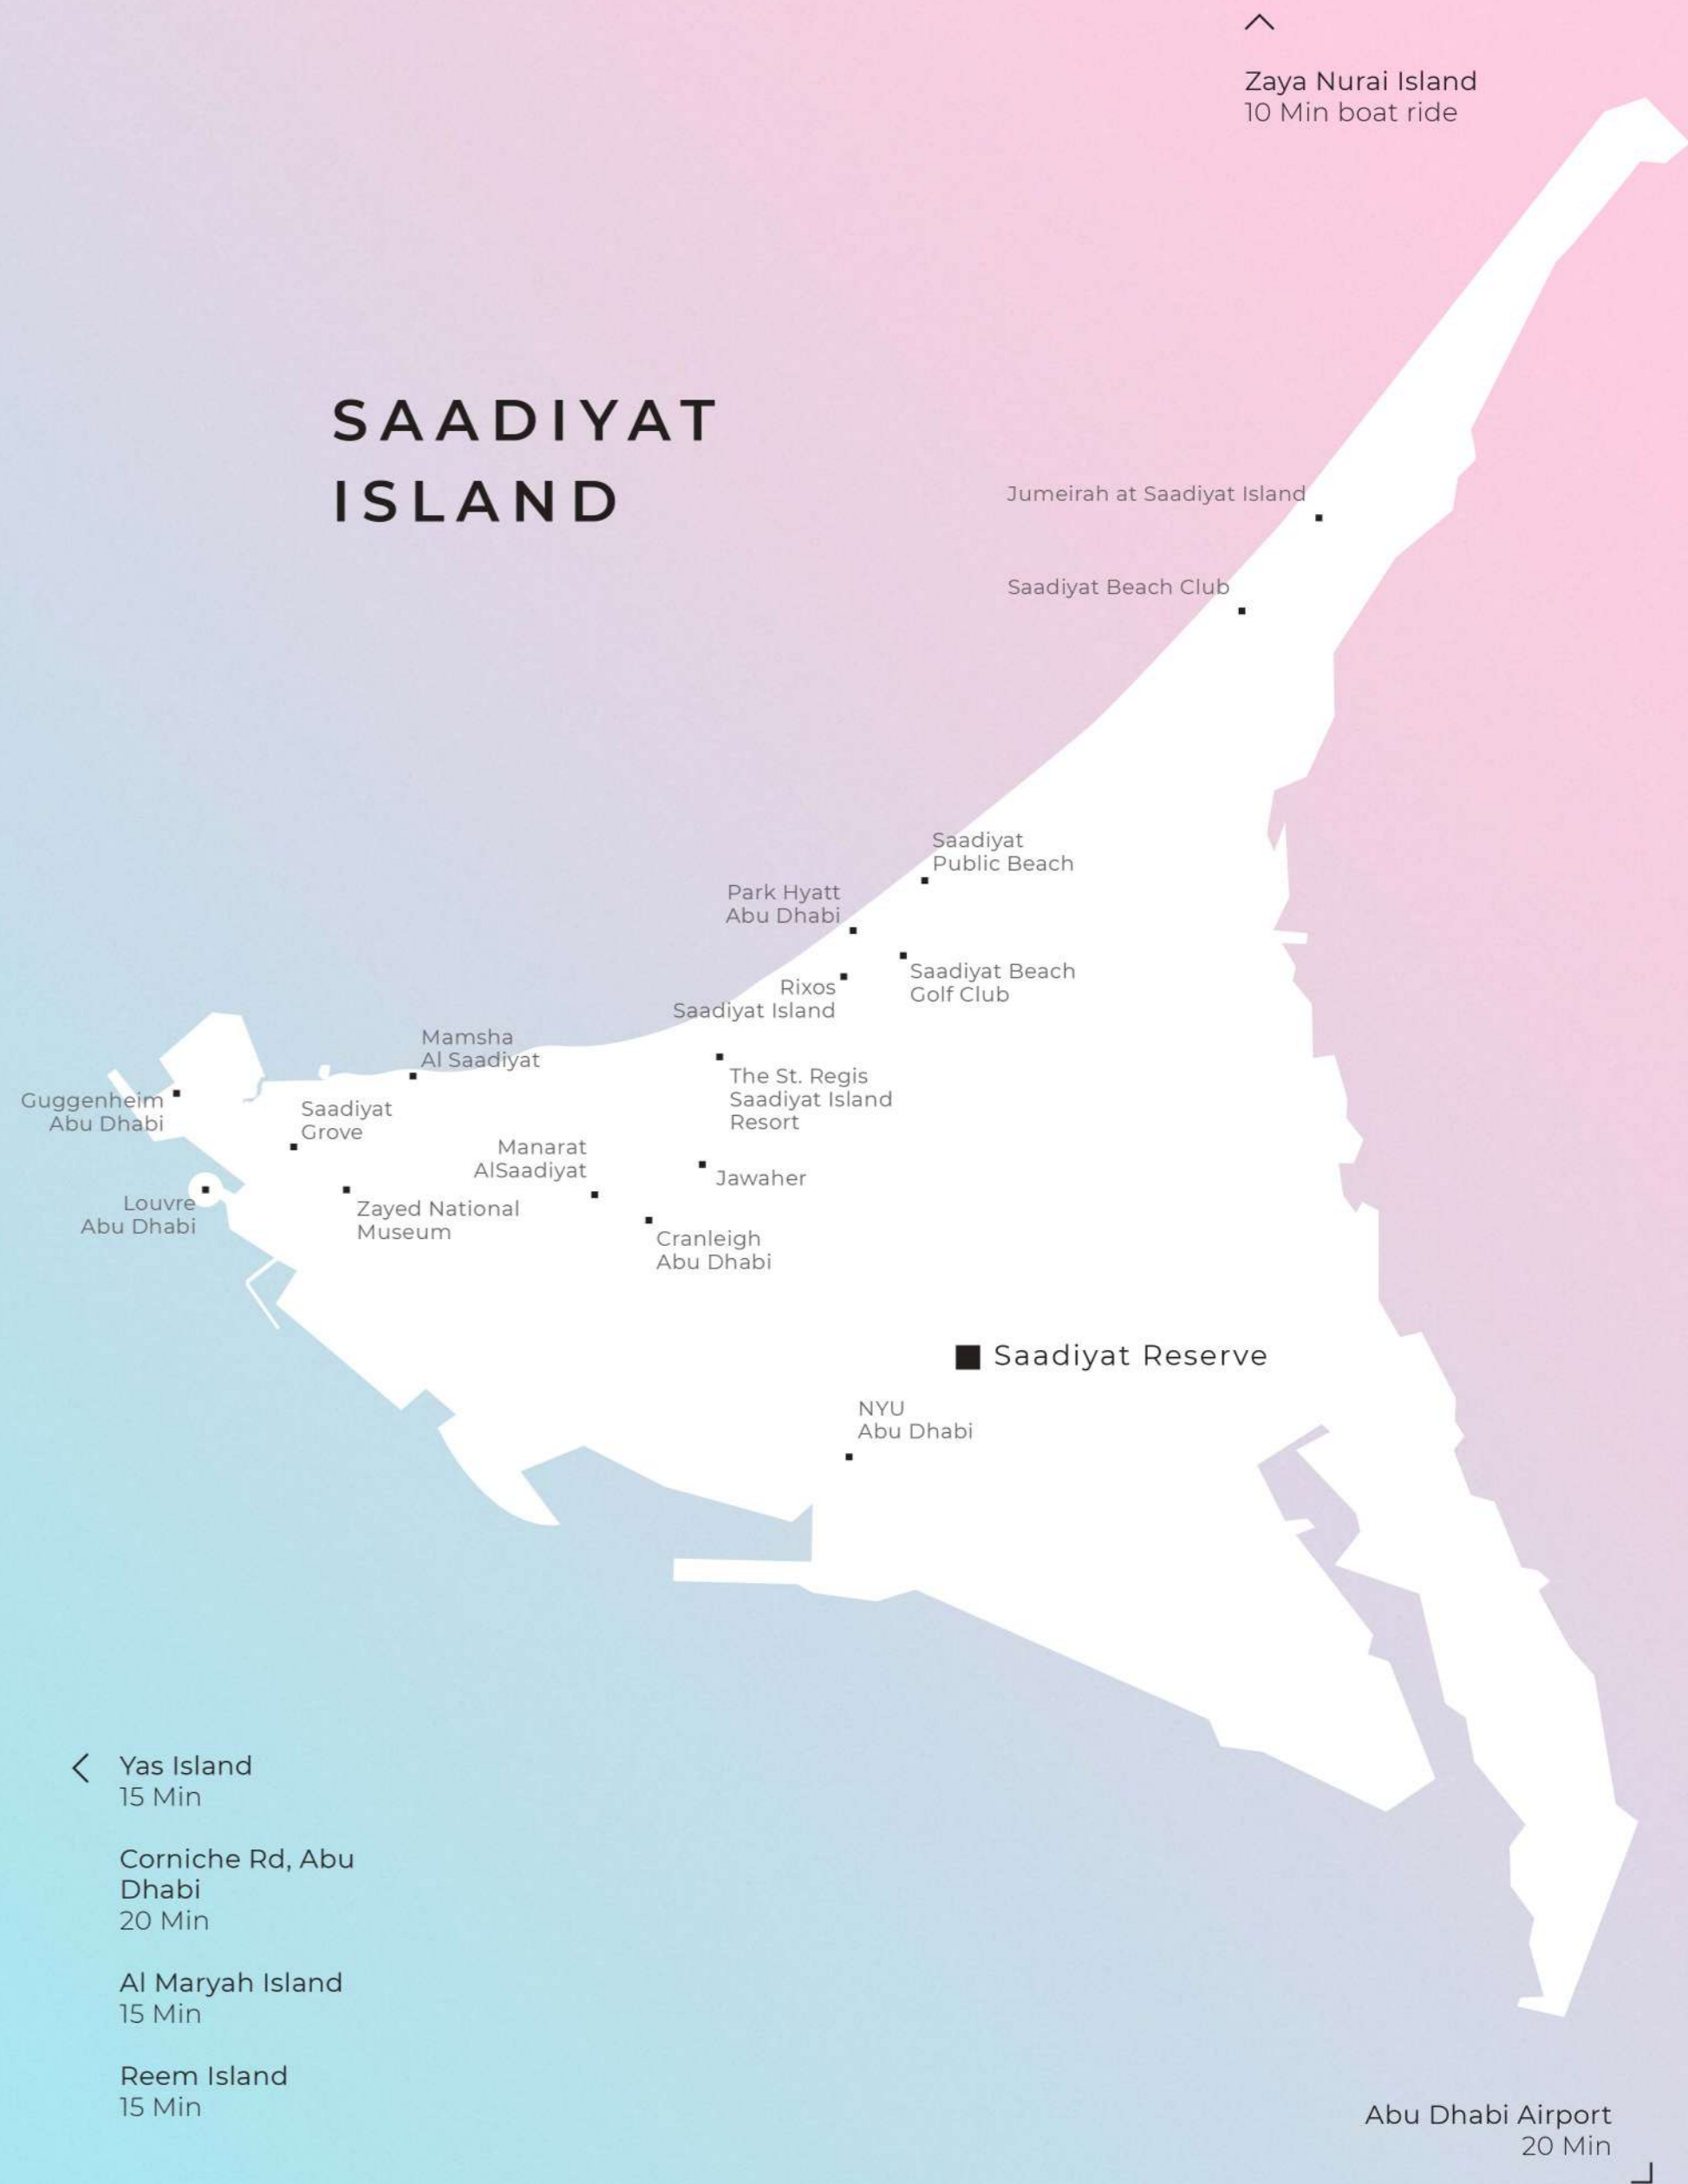 Zaya Nurai Island
10 Min boat ride
SAADIYAT
ISLAND
Jumeirah at Saadiyat Island
Saadiyat Beach Club
Saadiyat
Public Beach
Park Hyatt
Abu Dhabi
Saadiyat Beach
Golf Club
Rixos
Saadiyat Island
Mamsha
Al Saadiyat
The St. Regis
Saadiyat Island
Resort
Guggenheim
Abu Dhabi
Saadiyat
Grove
Manarat
AlSaadiyat
Jawaher
Louvre
Abu Dhabi
Zayed National
Museum
Cranleigh
Abu Dhabi
Saadiyat Reserve
NYU
Abu Dhabi
Yas Island
15 Min
Corniche Rd, Abu
Dhabi
20 Min
Al Maryah Island
15 Min
Reem Island
15 Min
Abu Dhabi Airport
20 Min